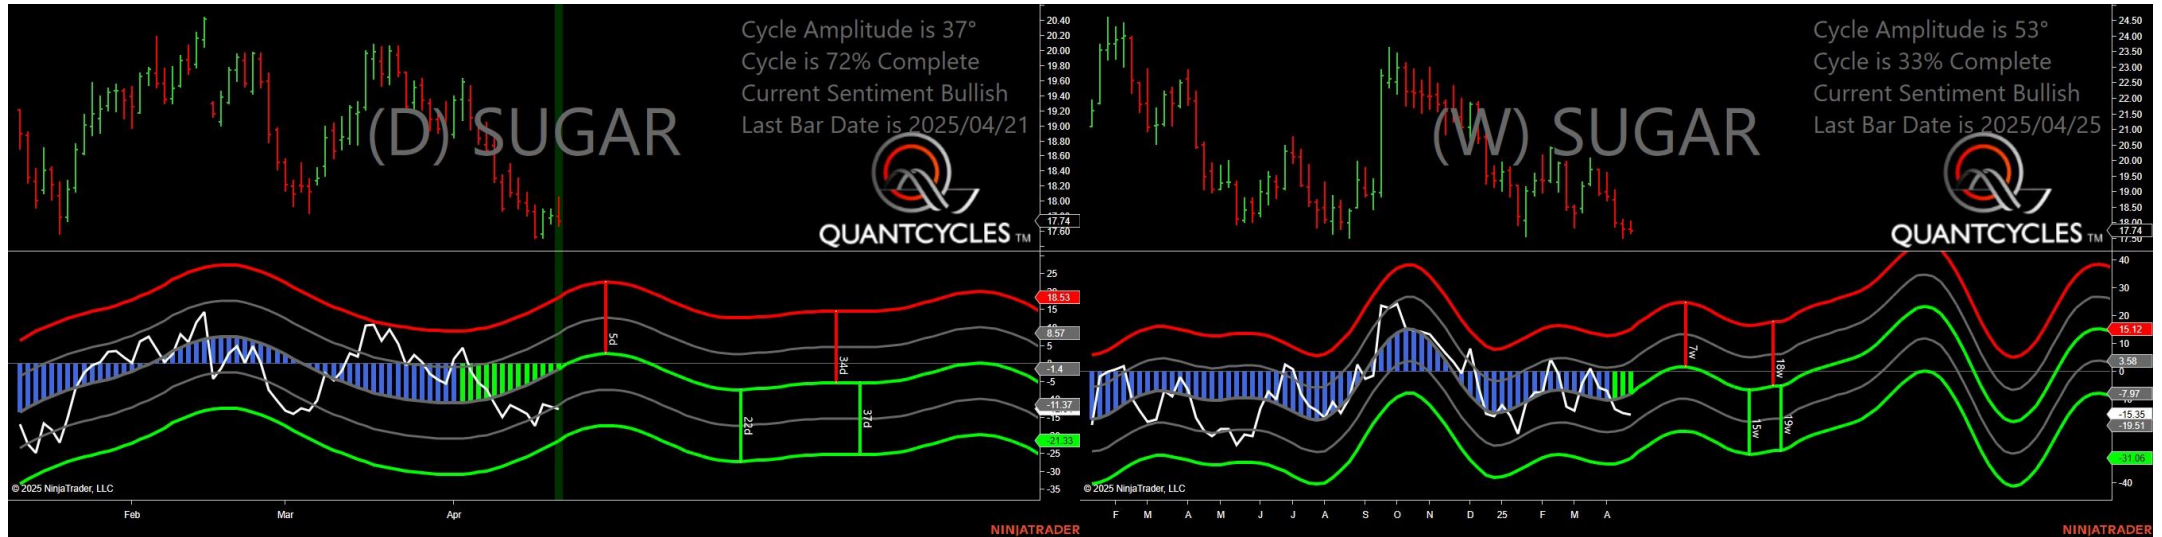 Cycle Amplitude is 37°
Cycle is 72% Complete
Current Sentiment Bullish
Last Bar Date is 2025/04/21
(D) SUGAR
QUANTCYCLES TM
20.40
20.20
20.00
19.80
19.60
19.40
19.20
19.00
18.80
18.60
18.40
18.20
18.00
17.74
17.60
25
18.53
15
8.57
5
-1.4
-5
-11.37
-15
-21.33
-25
-30
-35
5d
34d
22d
37d
© 2025 NinjaTrader, LLC
Feb Mar Apr
NINJATRADER
Cycle Amplitude is 53°
Cycle is 33% Complete
Current Sentiment Bullish
Last Bar Date is 2025/04/25
(W) SUGAR
QUANTCYCLES TM
24.50
24.00
23.50
23.00
22.50
22.00
21.50
21.00
20.50
20.00
19.50
19.00
18.50
18.00
17.74
17.50
40
30
20
15.12
3.58
0
-7.97
-15.35
-19.51
-31.06
-40
7w
18w
15w
19w
© 2025 NinjaTrader, LLC
F M A M J J A S O N D 25 F M A
NINJATRADER